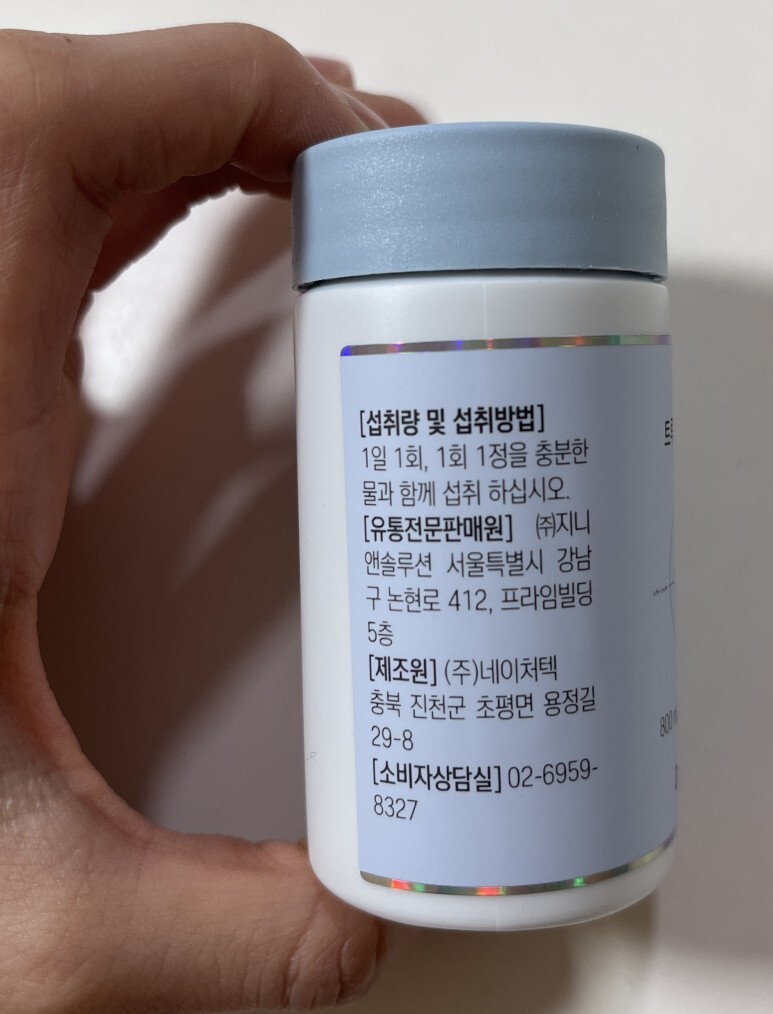 [섭취량 및 섭취방법]
1일 1회, 1회 1정을 충분한
물과 함께 섭취 하십시오.
[유통전문판매원] ㈜지니
앤솔루션 서울특별시 강남
구 논현로 412, 프라임빌딩
5층
[제조원] (주)네이처텍
충북 진천군 초평면 용정길
29-8
[소비자상담실] 02-6959-
8327
800